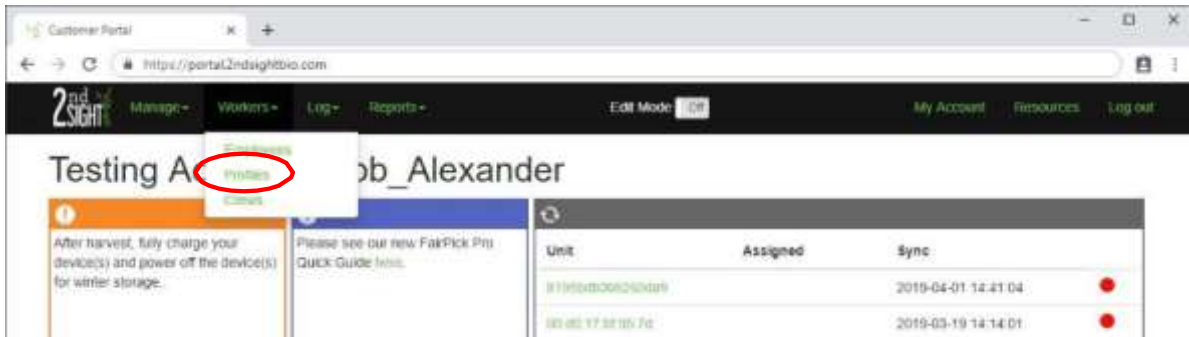 Customer Portal
https://portal.2ndsightbio.com
2nd SIGHT Manage Workers Log Reports Edit Mode Off My Account Resources Log out
Employees
Profiles
Crews
Testing A ob_Alexander
After harvest, fully charge your
device(s) and power off the device(s)
for winter storage.
Please see our new FairPick Pro
Quick Guide here.
Unit Assigned Sync
2019-04-01 14:41:04
2019-03-19 14:14:01